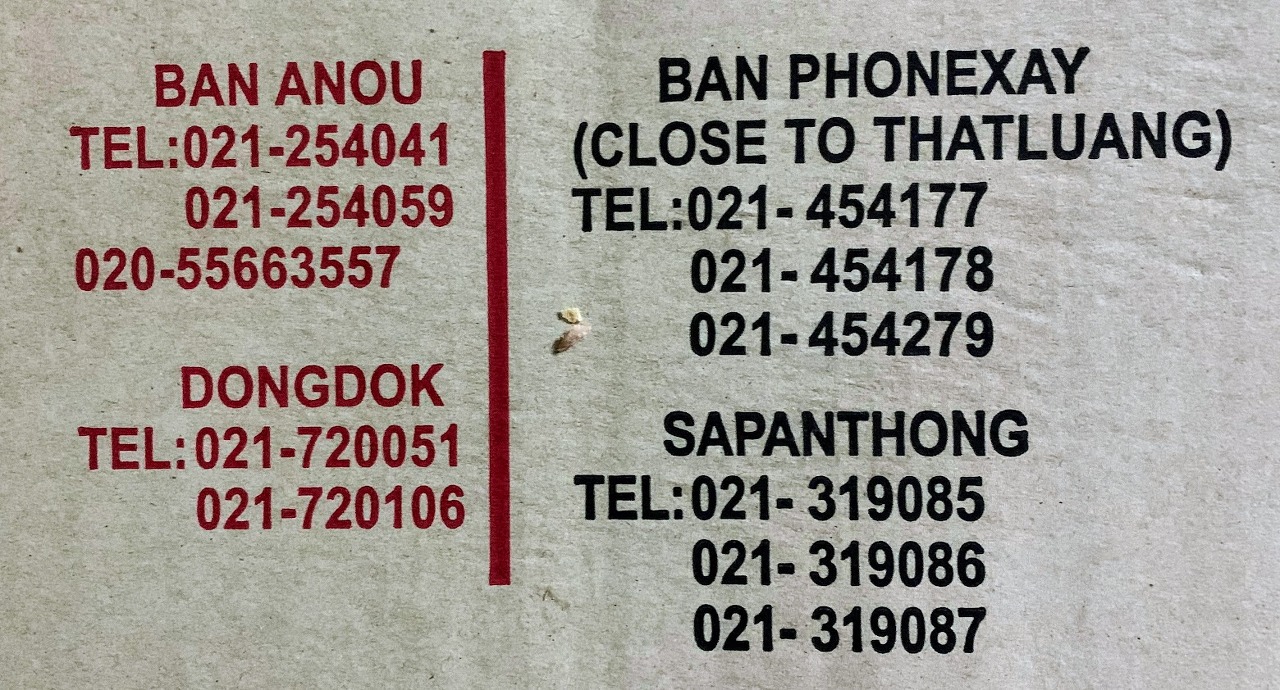 BAN ANOU
TEL:021-254041
021-254059
020-55663557
DONGDOK
TEL:021-720051
021-720106
BAN PHONEXAY
(CLOSE TO THATLUANG)
TEL:021- 454177
021- 454178
021- 454279
SAPANTHONG
TEL:021- 319085
021- 319086
021- 319087